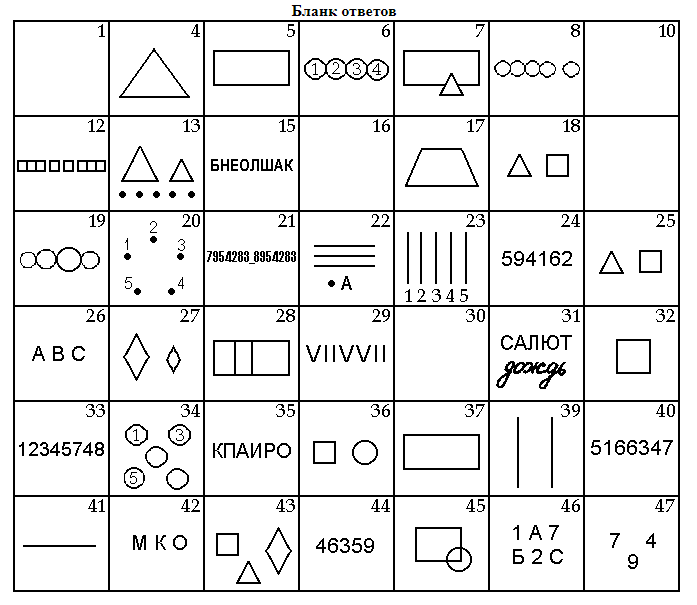 Бланк ответов
1 4 5 6 7 8 10
1 2 3 4
12 13 15 16 17 18
БНЕОЛШАК
19 20 21 22 23 24 25
1 2 3 5 4
7954283_8954283
А
1 2 3 4 5
594162
26 27 28 29 30 31 32
А В С
VIIVVII
САЛЮТ
дождь
33 34 35 36 37 39 40
12345748
1 3 5
КПАИРО
5166347
41 42 43 44 45 46 47
М К О
46359
1 А 7
Б 2 С
7 4
9